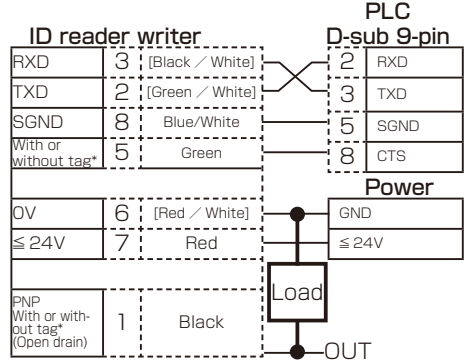 PLC
ID reader writer D-sub 9-pin
RXD 3 [Black / White] 2 RXD
TXD 2 [Green / White] 3 TXD
SGND 8 Blue/White 5 SGND
With or
without tag* 5 Green 8 CTS
Power
0V 6 [Red / White] GND
≦ 24V 7 Red ≦ 24V
Load
PNP
With or with-
out tag* 1 Black
(Open drain)
OUT